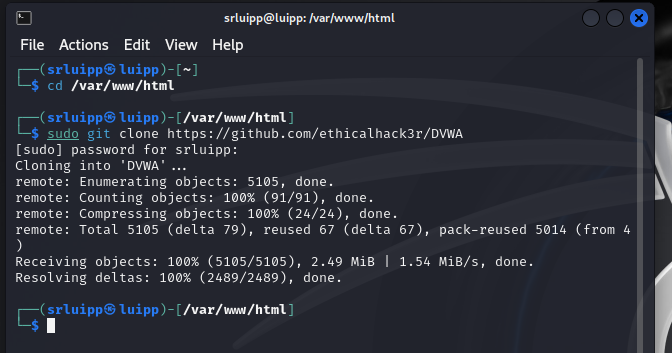 srluipp@luipp: /var/www/html
File Actions Edit View Help
┌──(srluipp㉿luipp)-[~]
└─$ cd /var/www/html
┌──(srluipp㉿luipp)-[/var/www/html]
└─$ sudo git clone https://github.com/ethicalhack3r/DVWA
[sudo] password for srluipp:
Cloning into 'DVWA'...
remote: Enumerating objects: 5105, done.
remote: Counting objects: 100% (91/91), done.
remote: Compressing objects: 100% (24/24), done.
remote: Total 5105 (delta 79), reused 67 (delta 67), pack-reused 5014 (from 4
)
Receiving objects: 100% (5105/5105), 2.49 MiB | 1.54 MiB/s, done.
Resolving deltas: 100% (2489/2489), done.
┌──(srluipp㉿luipp)-[/var/www/html]
└─$